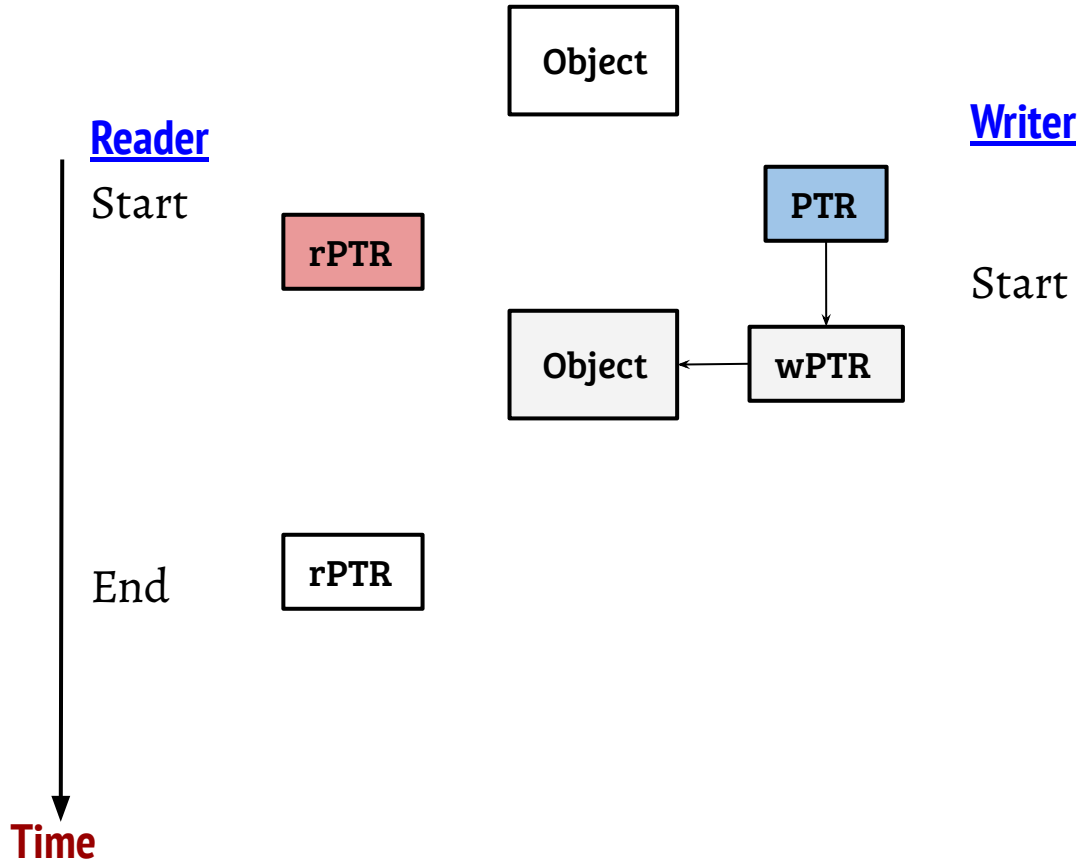 Object
Reader
Writer
Start
PTR
rPTR
Start
Object
wPTR
End
rPTR
Time